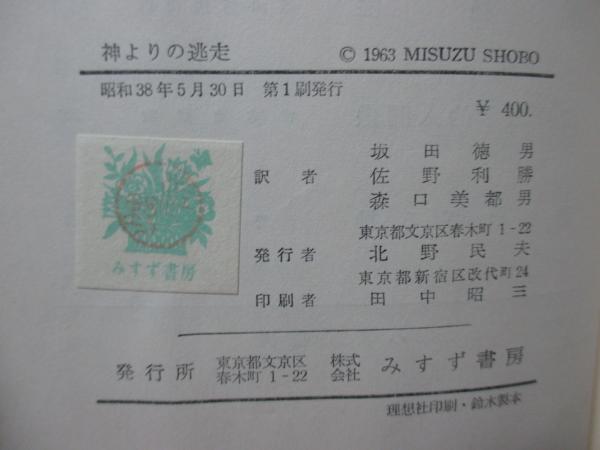 神よりの逃走 © 1963 MISUZU SHOBO
昭和38年5月30日 第1刷発行
¥ 400.
坂田徳男
訳者 佐野利勝
森口美都男
東京都文京区春木町 1-22
発行者 北野民夫
東京都新宿区改代町24
印刷者 田中昭三
みすず書房
発行所 東京都文京区春木町 1-22 株式会社 みすず書房
理想社印刷・鈴木製本